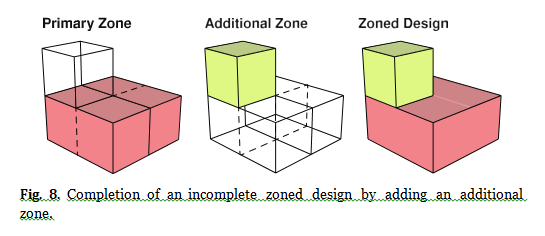 Primary Zone Additional Zone Zoned Design
Fig. 8. Completion of an incomplete zoned design by adding an additional
zone.